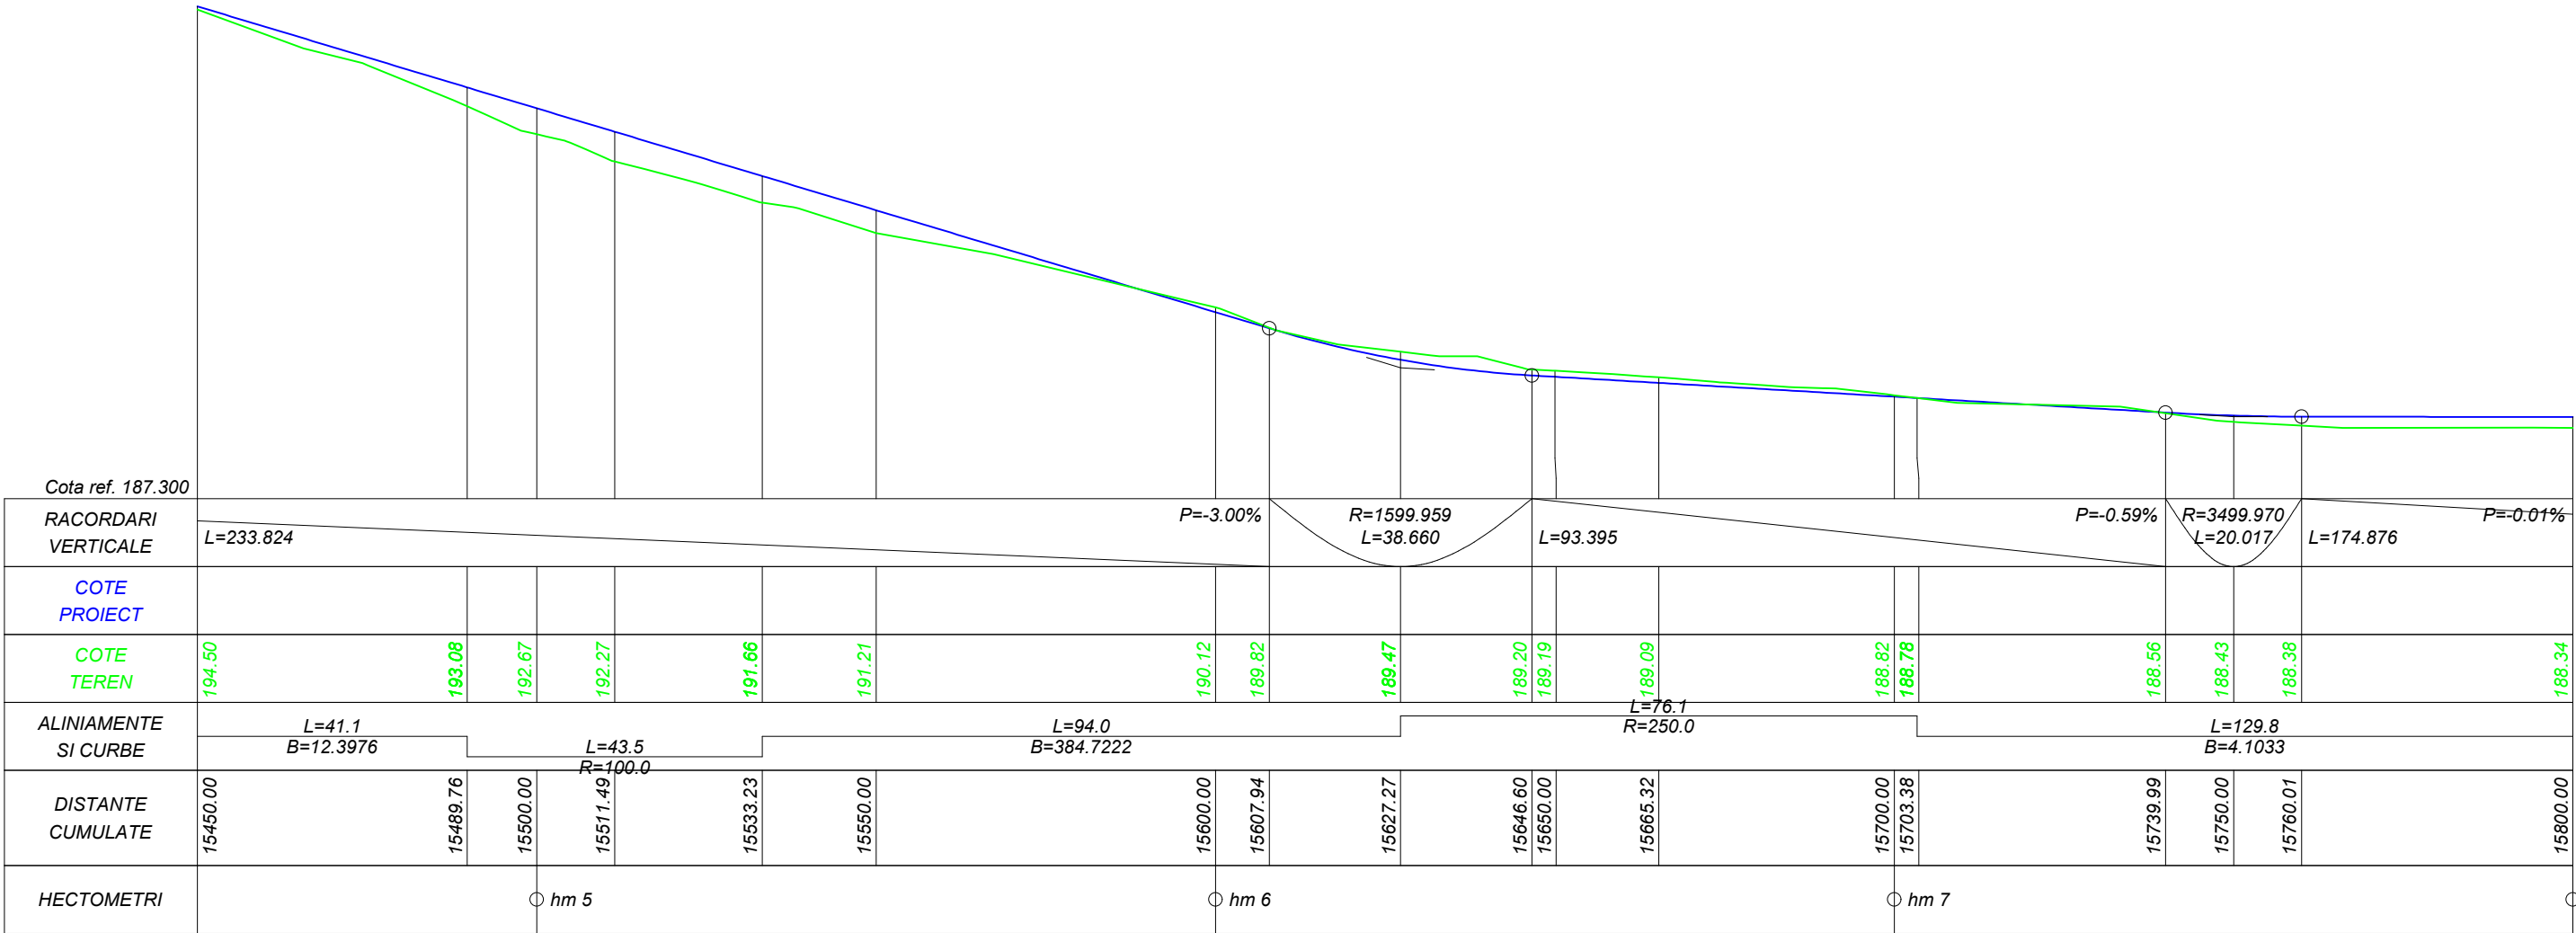 Cota ref. 187.300
RACORDARI
VERTICALE
L=233.824
P=-3.00%
R=1599.959
L=38.660
L=93.395
P=-0.59%
R=3499.970
L=20.017
L=174.876
P=-0.01%
COTE
PROIECT
COTE
TEREN
194.50
193.08
192.67
192.27
191.66
191.21
190.12
189.82
189.47
189.20
189.19
189.09
188.82
188.78
188.56
188.43
188.38
188.34
ALINIAMENTE
SI CURBE
L=41.1
B=12.3976
L=43.5
R=100.0
L=94.0
B=384.7222
L=76.1
R=250.0
L=129.8
B=4.1033
DISTANTE
CUMULATE
15450.00
15489.76
15500.00
15511.49
15533.23
15550.00
15600.00
15607.94
15627.27
15646.60
15650.00
15665.32
15700.00
15703.38
15739.99
15750.00
15760.01
15800.00
HECTOMETRI
hm 5
hm 6
hm 7